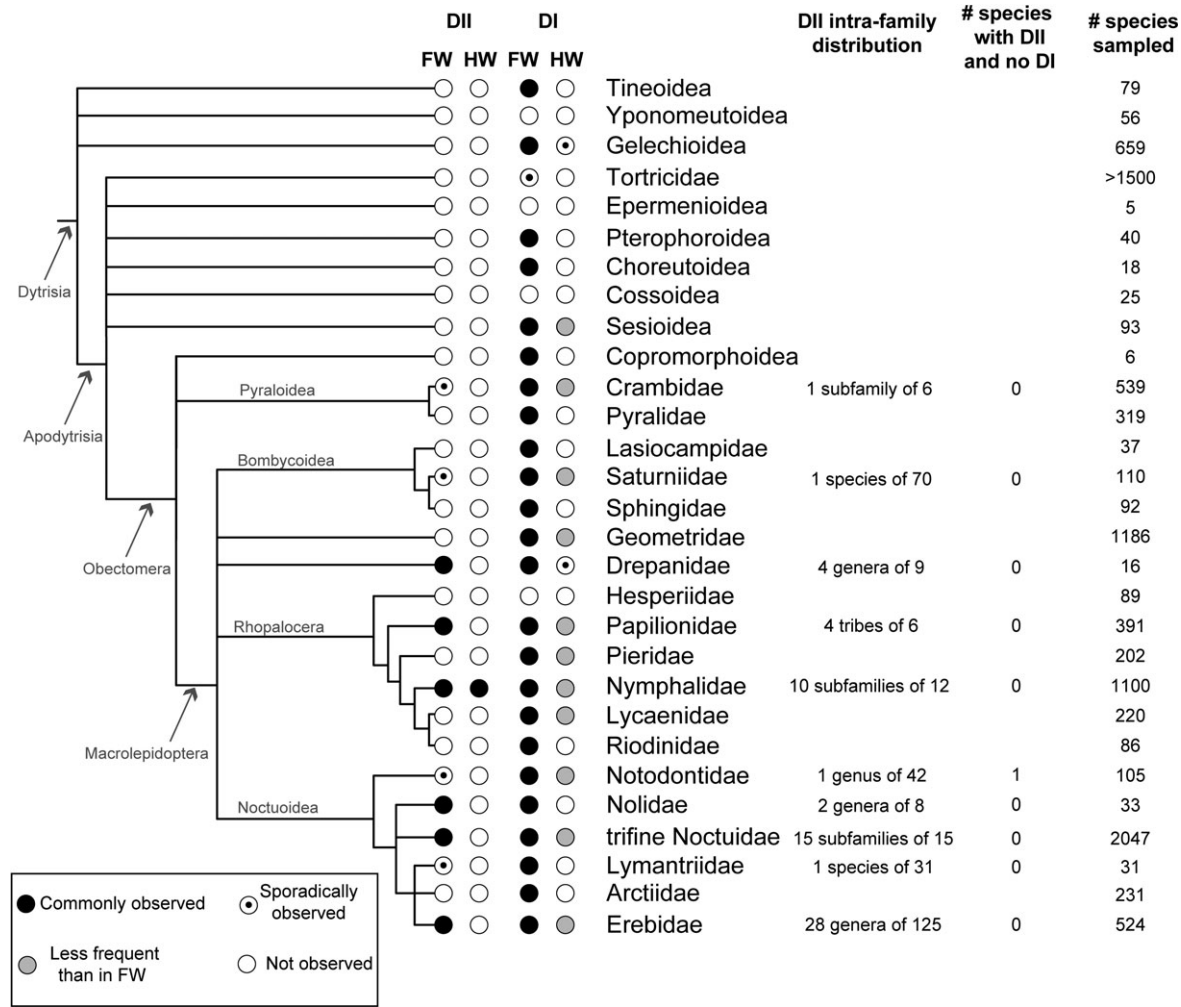 DII DI DII intra-family # species # species
distribution with DII sampled
FW HW FW HW and no DI
Tineoidea 79
Yponomeutoidea 56
Gelechioidea 659
Tortricidae >1500
Epermenioidea 5
Pterophoroidea 40
Choreutoidea 18
Dytrisia
Cossoidea 25
Sesioidea 93
Copromorphoidea 6
Pyraloidea Crambidae 1 subfamily of 6 0 539
Pyralidae 319
Apodytrisia
Lasiocampidae 37
Bombycoidea
Saturniidae 1 species of 70 0 110
Sphingidae 92
Geometridae 1186
Drepanidae 4 genera of 9 0 16
Obectomera
Hesperiidae 89
Rhopalocera Papilionidae 4 tribes of 6 0 391
Pieridae 202
Nymphalidae 10 subfamilies of 12 0 1100
Lycaenidae 220
Riodinidae 86
Macrolepidoptera
Notodontidae 1 genus of 42 1 105
Noctuoidea Nolidae 2 genera of 8 0 33
trifine Noctuidae 15 subfamilies of 15 0 2047
Lymantriidae 1 species of 31 0 31
Arctiidae 231
Erebidae 28 genera of 125 0 524
Commonly observed
Sporadically
observed
Less frequent
than in FW
Not observed